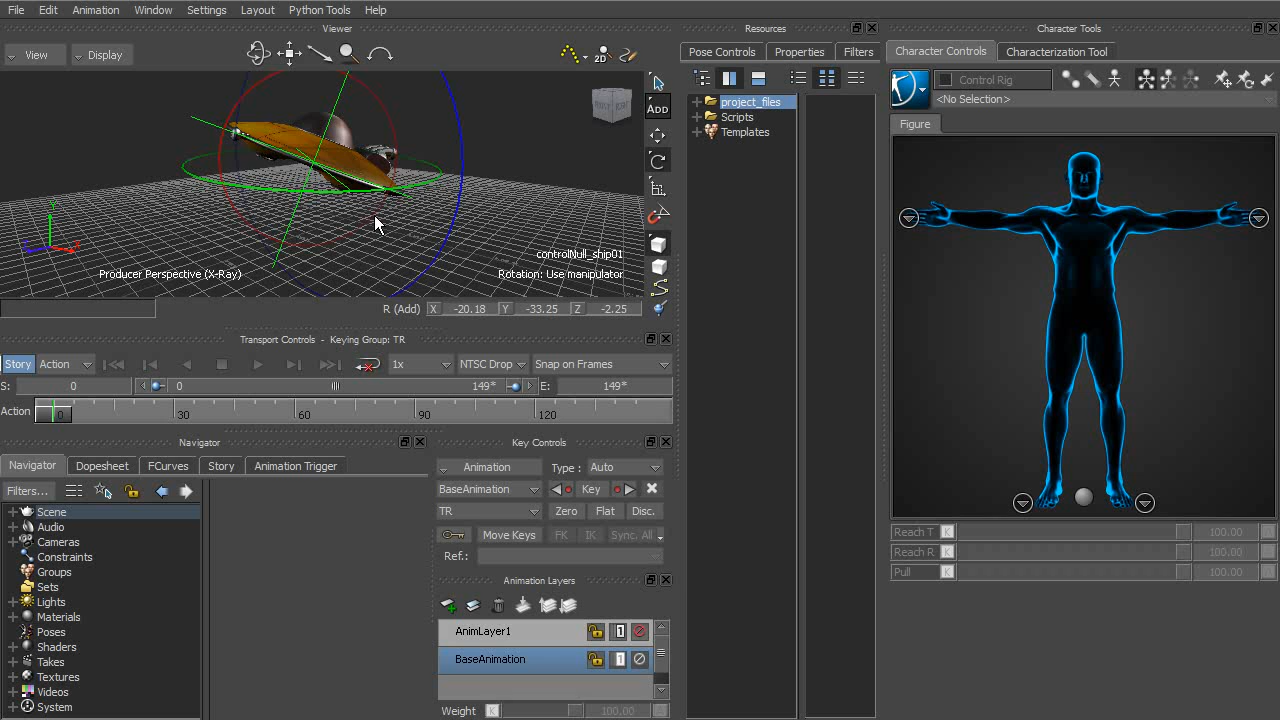 File Edit Animation Window Settings Layout Python Tools Help
Viewer
View Display
2D
ADD
Y
controlNull_ship01
Producer Perspective (X-Ray)
Rotation: Use manipulator
R (Add) X -20.18 Y -33.25 Z -2.25
Transport Controls - Keying Group: TR
Story Action 1x NTSC Drop Snap on Frames
S: 0 0 149* E: 149*
Action 0 30 60 90 120
Navigator
Navigator Dopesheet FCurves Story Animation Trigger
Filters...
Scene
Audio
Cameras
Constraints
Groups
Sets
Lights
Materials
Poses
Shaders
Takes
Textures
Videos
System
Key Controls
Animation Type : Auto
BaseAnimation Key
TR Zero Flat Disc.
Move Keys FK IK Sync. All
Ref.:
Animation Layers
AnimLayer1 1
BaseAnimation 1
Weight K 100.00 A
Resources
Pose Controls Properties Filters
project_files
Scripts
Templates
Character Tools
Character Controls Characterization Tool
Control Rig
<No Selection>
Figure
Reach T K 100.00 A
Reach R K 100.00 A
Pull K 100.00 A